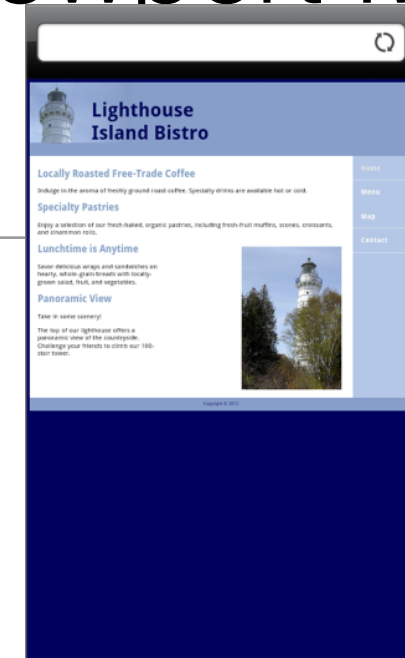 Lighthouse
Island Bistro
Home
Menu
Map
Contact
Locally Roasted Free-Trade Coffee
Indulge in the aroma of freshly ground road coffee. Specialty drinks are available hot or cold.
Specialty Pastries
Enjoy a selection of our fresh-baked, organic pastries, including fresh-fruit muffins, scones, croissants,
and cinammon rolls.
Lunchtime is Anytime
Savor delicious wraps and sandwiches on
hearty, whole-grain breads with locally-
grown salad, fruit, and vegetables.
Panoramic View
Take in some scenery!
The top of our lighthouse offers a
panoramic view of the countryside.
Challenge your friends to climb our 100-
stair tower.
Copyright © 2012